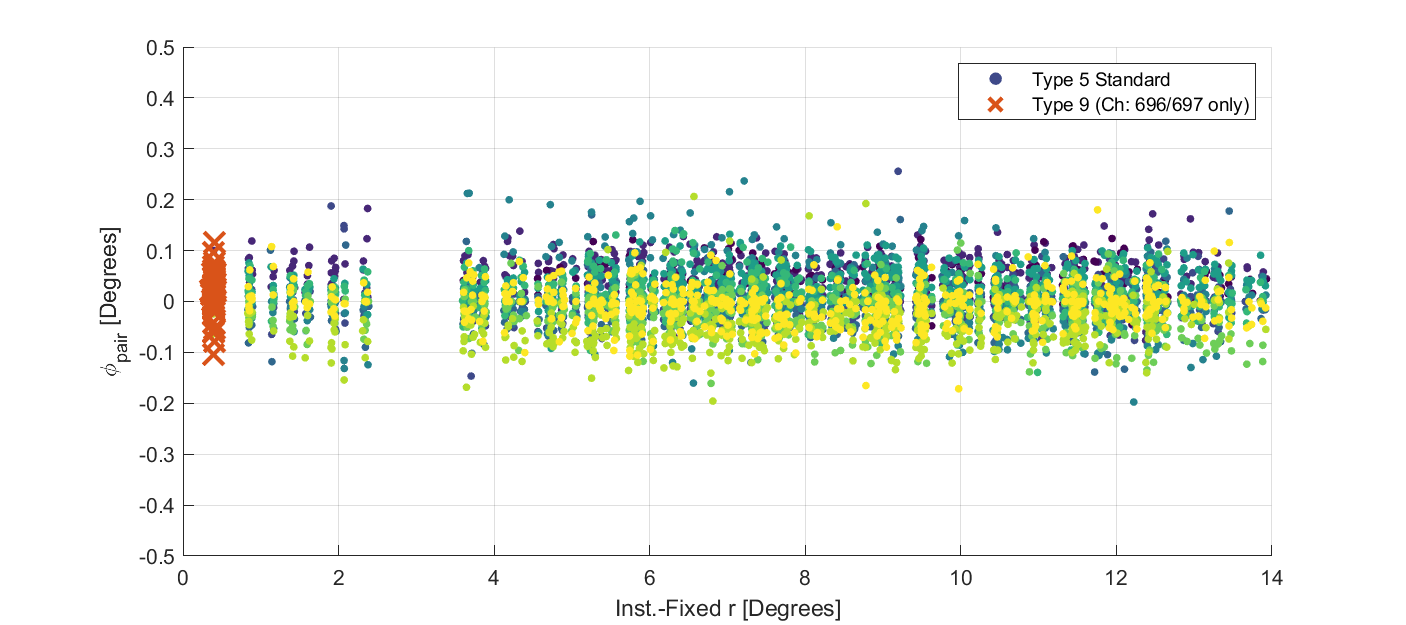 0.5
0.4
0.3
0.2
0.1
0
-0.1
-0.2
-0.3
-0.4
-0.5
ϕpair [Degrees]
Type 5 Standard
Type 9 (Ch: 696/697 only)
0 2 4 6 8 10 12 14
Inst.-Fixed r [Degrees]